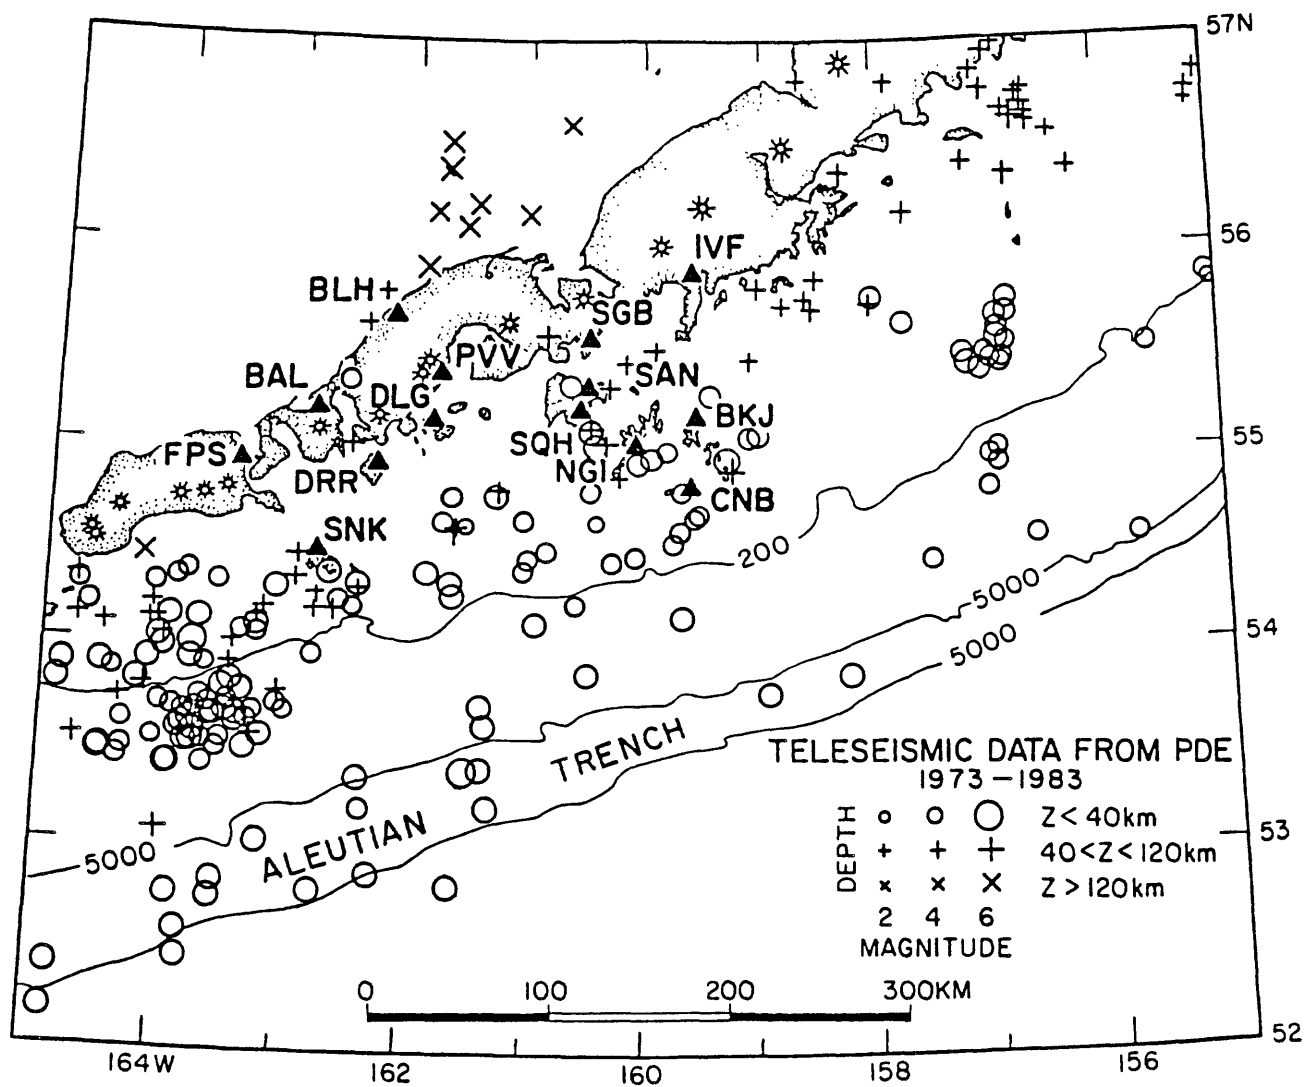 57N
56
IVF
BLH
SGB
PVV
BAL
SAN
DLG
BKJ
SQH
FPS
NGI
DRR
CNB
SNK
55
200
5000
54
5000
TRENCH
TELESEISMIC DATA FROM PDE
1973-1983
DEPTH
Z<40km
40<Z<120km
Z>120km
2 4 6
MAGNITUDE
53
5000
ALEUTIAN
0 100 200 300KM
52
164W 162 160 158 156